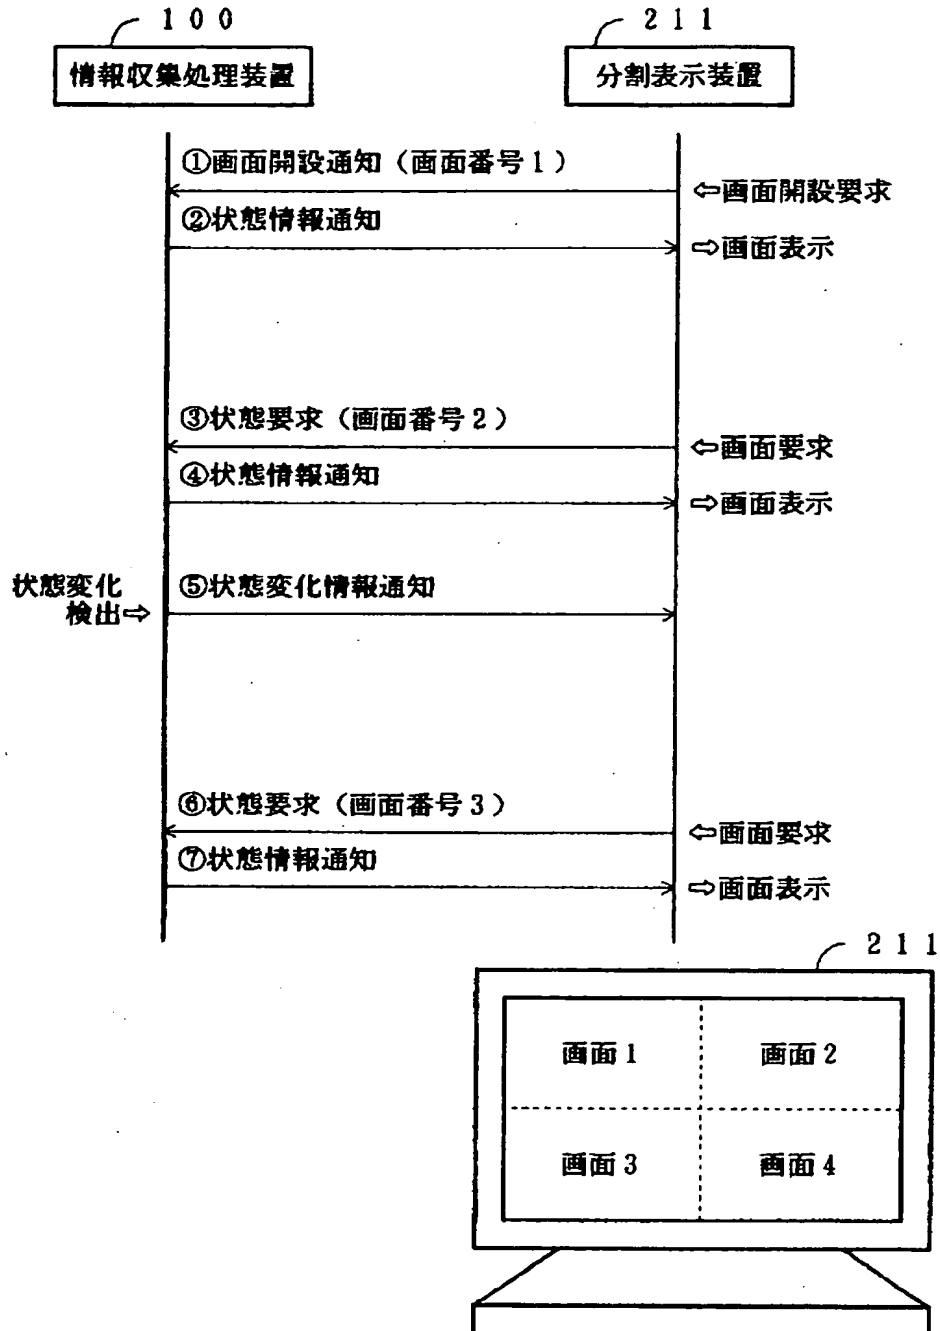 １００
２１１
情報収集処理装置
分割表示装置
①画面開設通知（画面番号１）
⇦画面開設要求
②状態情報通知
⇨画面表示
③状態要求（画面番号２）
⇦画面要求
④状態情報通知
⇨画面表示
状態変化
検出⇨
⑤状態変化情報通知
⑥状態要求（画面番号３）
⇦画面要求
⑦状態情報通知
⇨画面表示
２１１
画面１
画面２
画面３
画面４